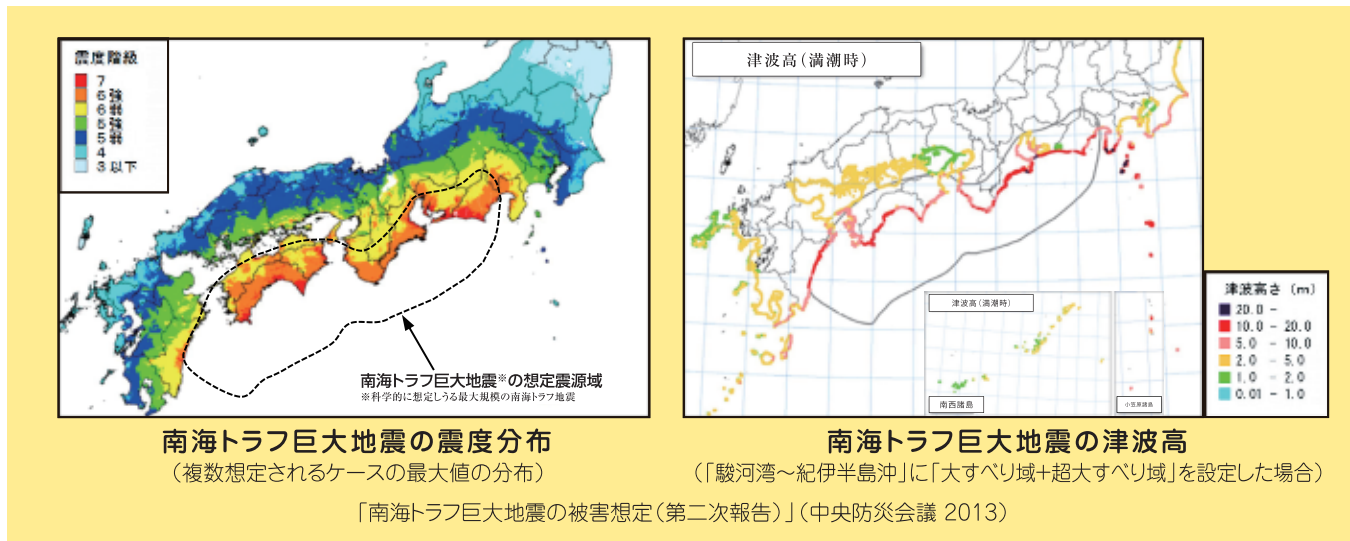 震度階級
7
6強
6弱
5強
5弱
4
3以下
南海トラフ巨大地震※の想定震源域
※科学的に想定しうる最大規模の南海トラフ地震
津波高(満潮時)
津波高(満潮時)
南西諸島
小笠原諸島
津波高さ (m)
20.0 -
10.0 - 20.0
5.0 - 10.0
2.0 - 5.0
1.0 - 2.0
0.01 - 1.0
南海トラフ巨大地震の震度分布
(複数想定されるケースの最大値の分布)
南海トラフ巨大地震の津波高
(「駿河湾〜紀伊半島沖」に「大すべり域+超大すべり域」を設定した場合)
「南海トラフ巨大地震の被害想定(第二次報告)」(中央防災会議 2013)